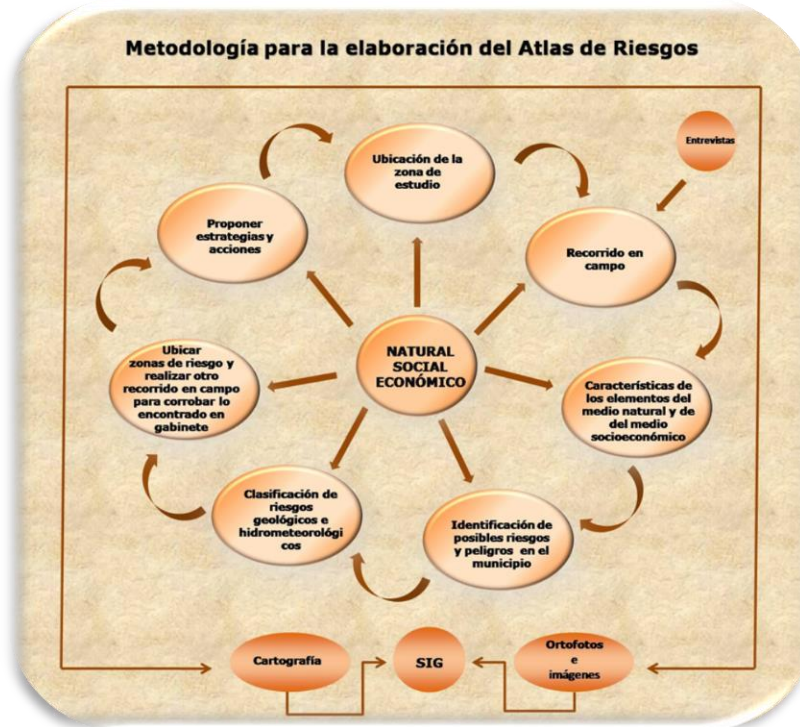 Metodología para la elaboración del Atlas de Riesgos
Entrevistas
Ubicación de la
zona de
estudio
Proponer
estrategias y
acciones
Recorrido en
campo
NATURAL
SOCIAL
ECONÓMICO
Ubicar
zonas de riesgo y
realizar otro
recorrido en campo
para corrobar lo
encontrado en
gabinete
Características de
los elementos del
medio natural y de
del medio
socioeconómico
Clasificación de
riesgos
geológicos e
hidrometeorológi
cos
Identificación de
posibles riesgos
y peligros en el
municipio
Cartografía
SIG
Ortofotos
e
imágenes